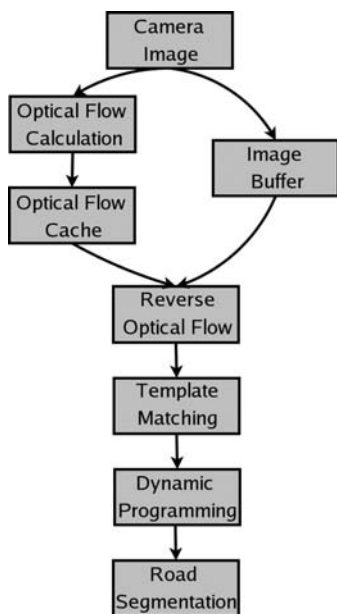 Camera
Image
Optical Flow
Calculation
Image
Buffer
Optical Flow
Cache
Reverse
Optical Flow
Template
Matching
Dynamic
Programming
Road
Segmentation